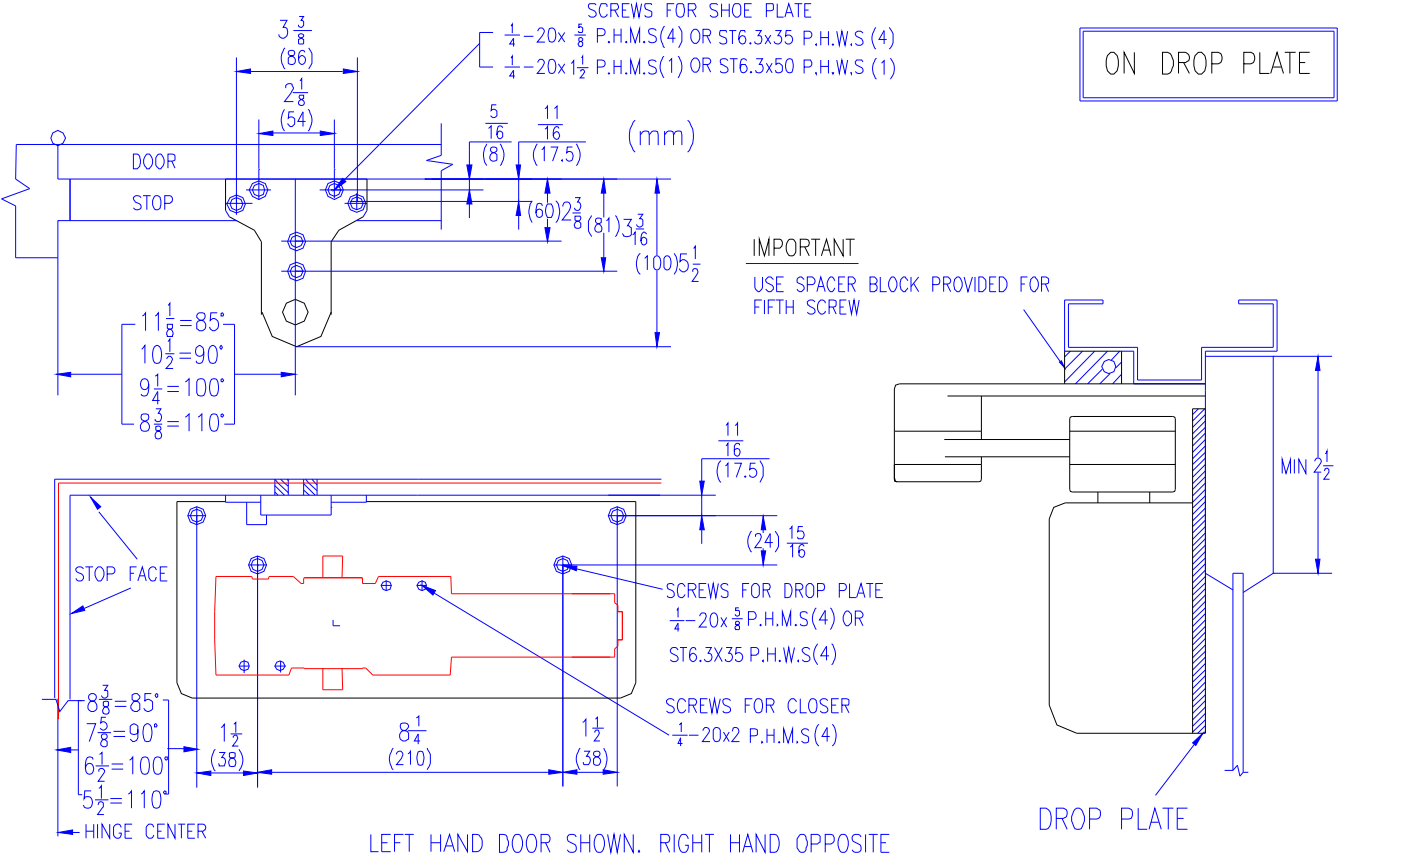 SCREWS FOR SHOE PLATE
1/4-20x 5/8 P.H.M.S(4) OR ST6.3x35 P.H.W.S (4)
1/4-20x1 1/2 P.H.M.S(1) OR ST6.3x50 P.H.W.S (1)
ON DROP PLATE
3 3/8
(86)
2 1/8
(54)
5/16
(8)
11/16
(17.5)
(mm)
DOOR
STOP
(60)2 3/8
(81)3 3/16
(100)5 1/2
IMPORTANT
USE SPACER BLOCK PROVIDED FOR
FIFTH SCREW
11 1/8=85°
10 1/2=90°
9 1/4=100°
8 3/8=110°
11/16
(17.5)
MIN 2 1/2
(24) 15/16
STOP FACE
SCREWS FOR DROP PLATE
1/4-20x 5/8 P.H.M.S(4) OR
ST6.3X35 P.H.W.S(4)
SCREWS FOR CLOSER
1/4-20x2 P.H.M.S(4)
8 3/8=85°
7 5/8=90°
6 1/2=100°
5 1/2=110°
1 1/2
(38)
8 1/4
(210)
1 1/2
(38)
HINGE CENTER
DROP PLATE
LEFT HAND DOOR SHOWN. RIGHT HAND OPPOSITE